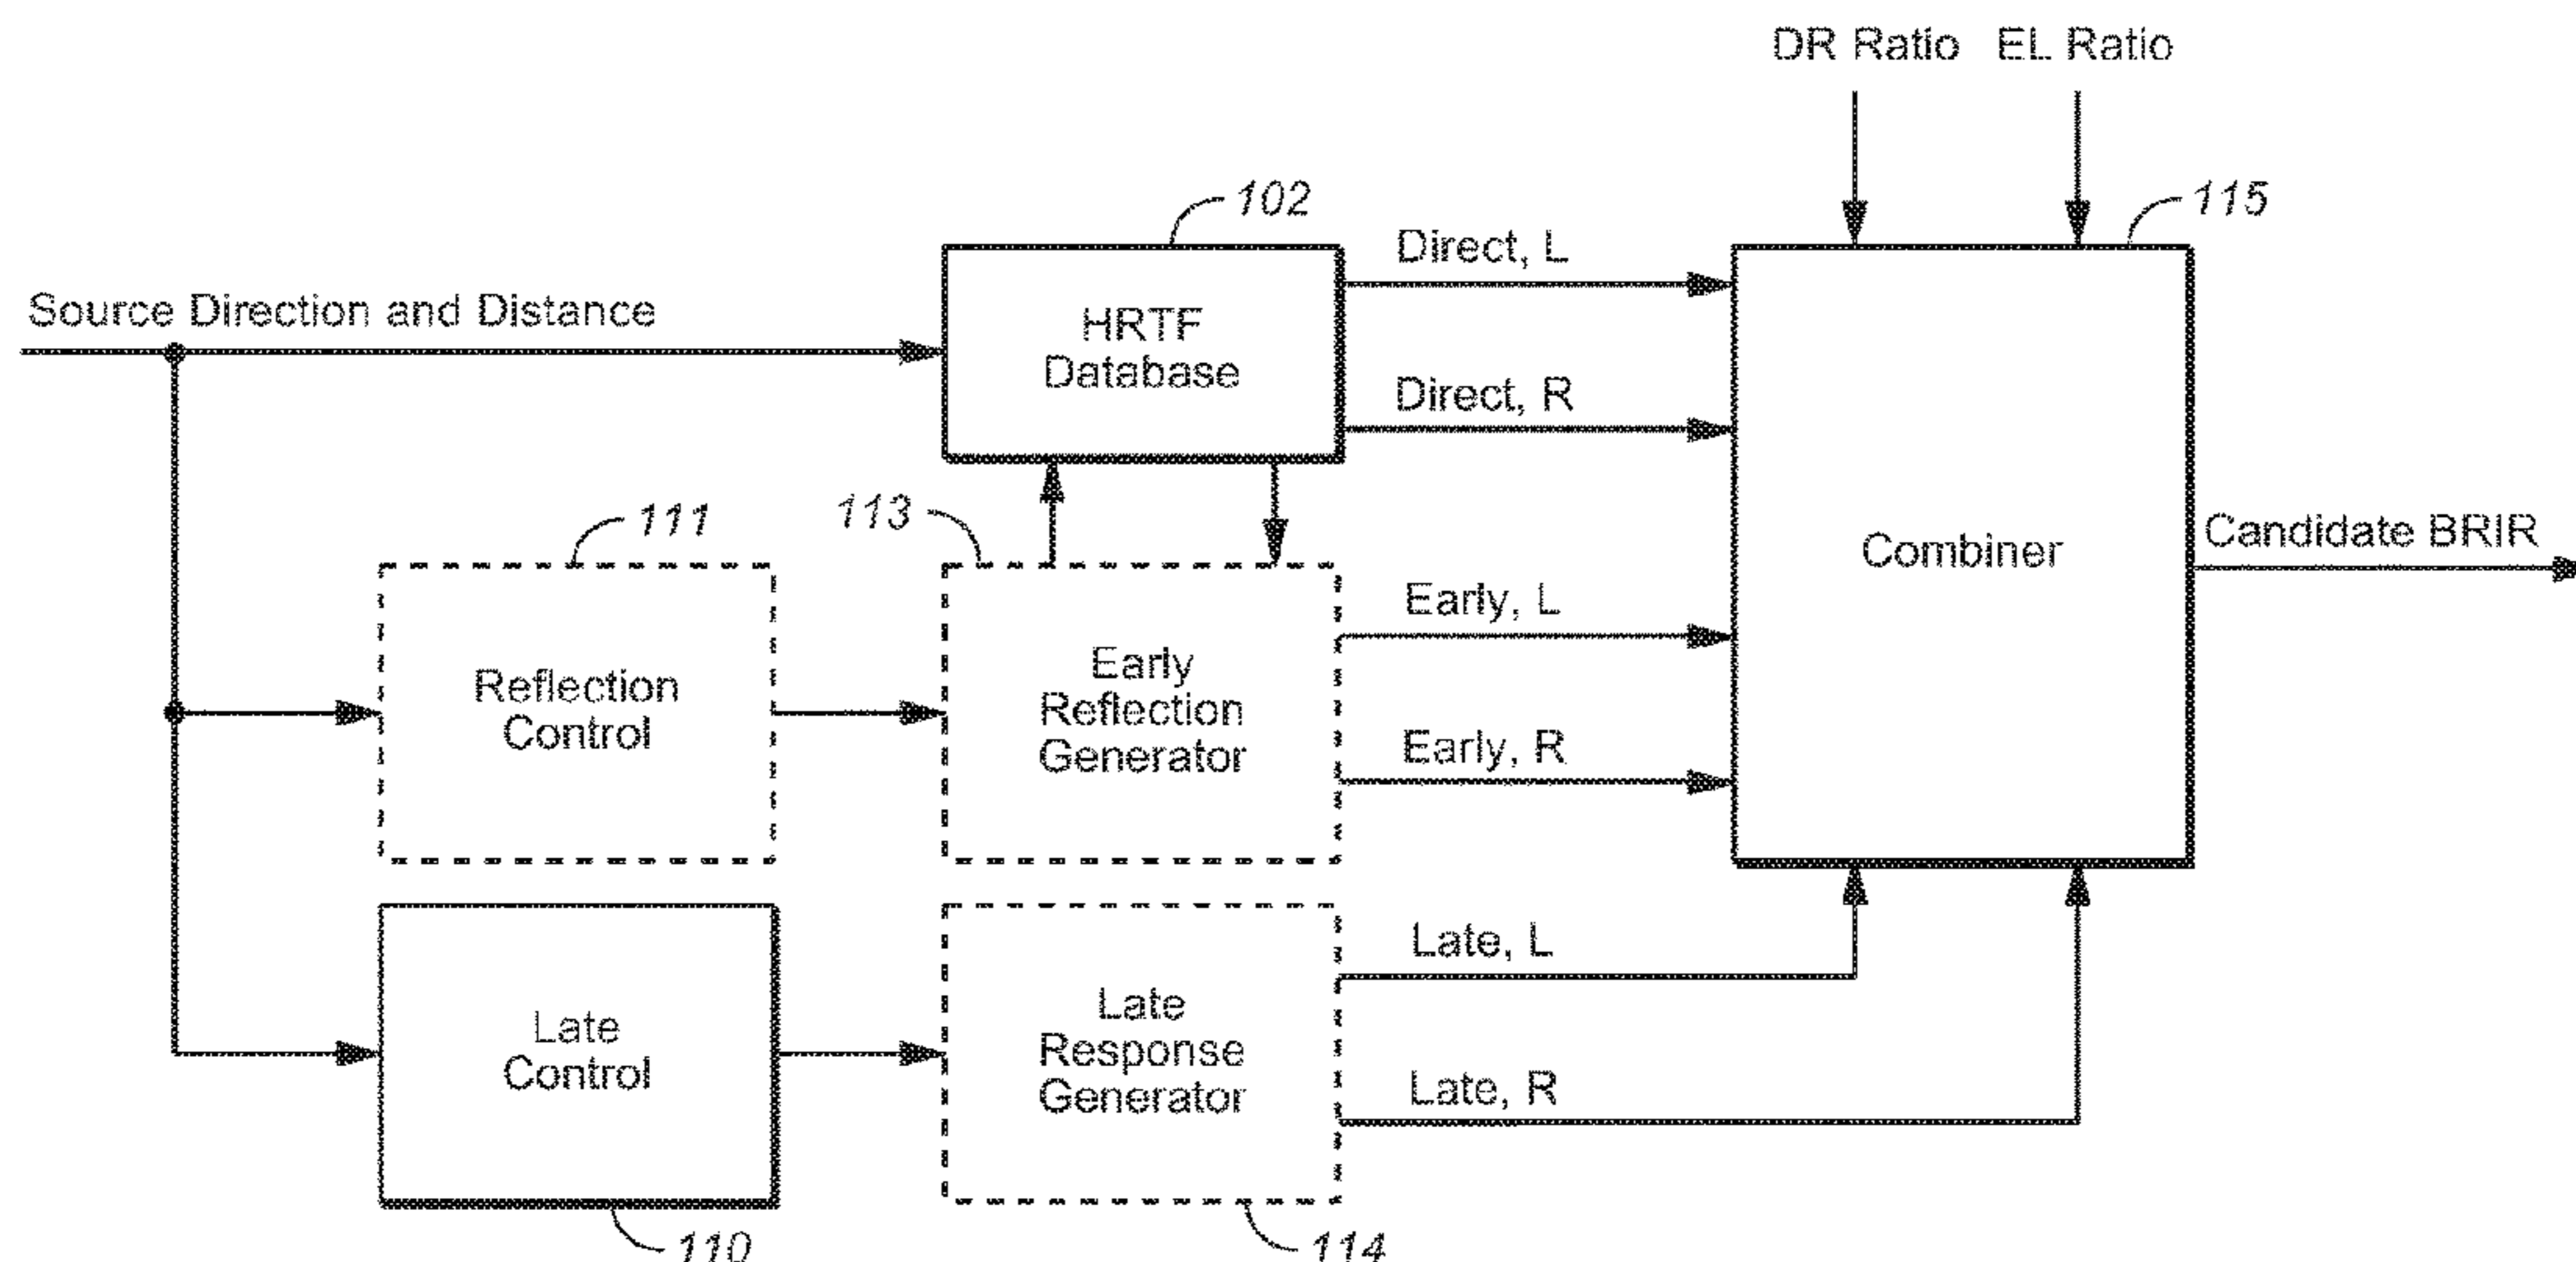 DR Ratio EL Ratio
102
115
Direct, L
Source Direction and Distance
HRTF
Database
Direct, R
111
113
Candidate BRIR
Combiner
Early, L
Reflection
Control
Early
Reflection
Generator
Early, R
Late, L
Late
Control
Late
Response
Generator
Late, R
110
114